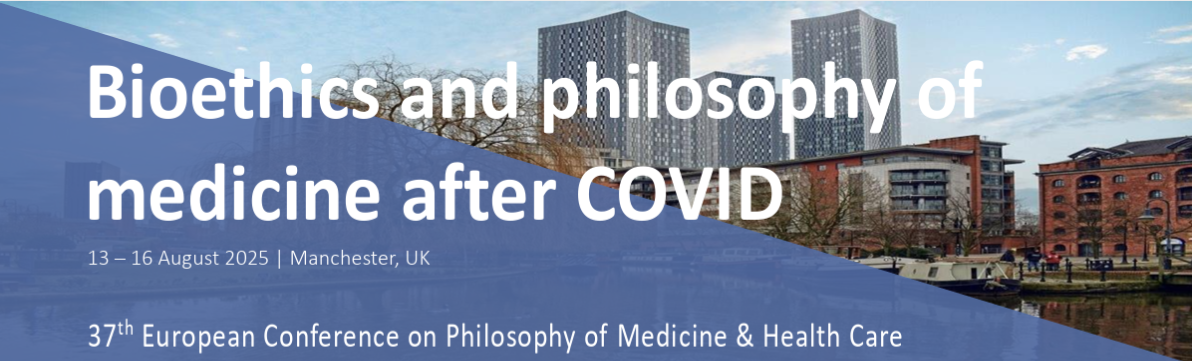 Bioethics and philosophy of
medicine after COVID
13 – 16 August 2025 | Manchester, UK
37th European Conference on Philosophy of Medicine & Health Care